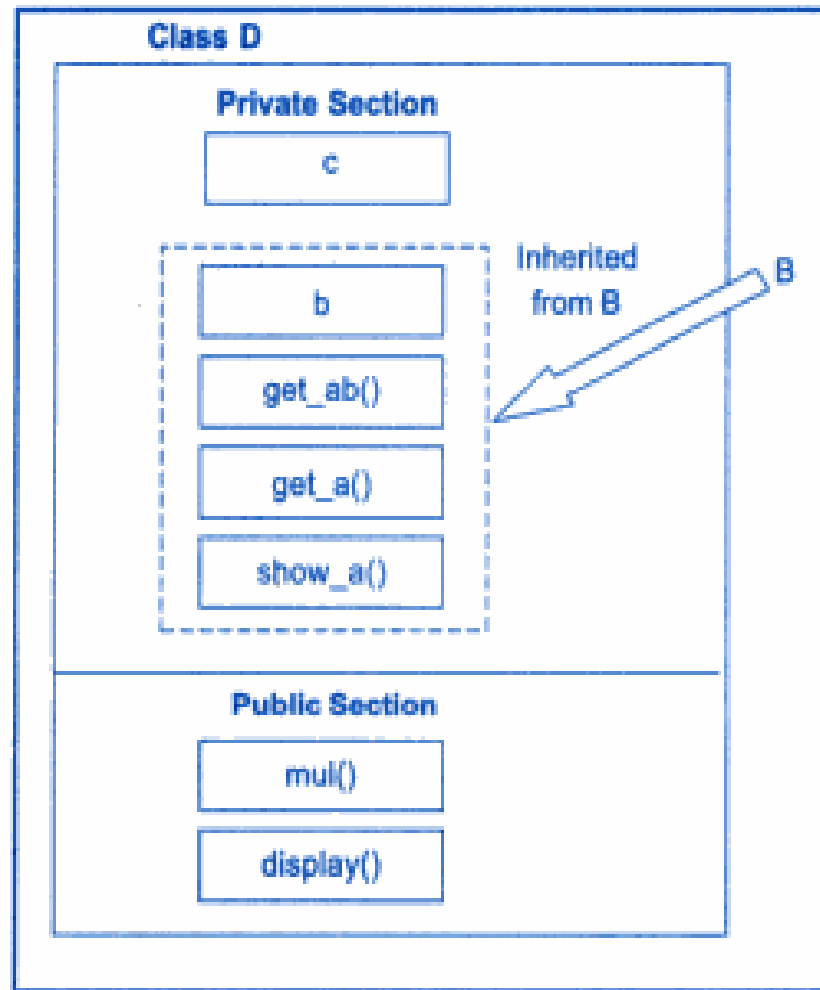 Class D
Private Section
c
Inherited
from B
B
b
get_ab()
get_a()
show_a()
Public Section
mul()
display()